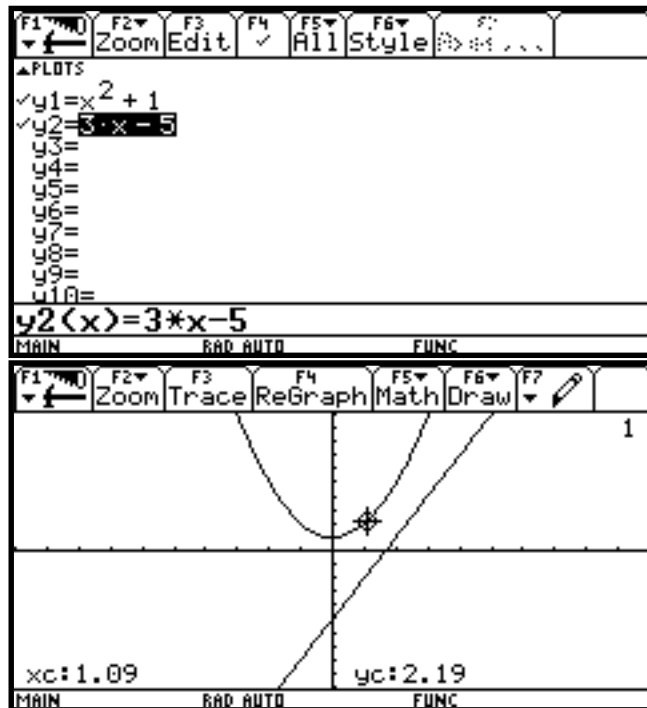 F1 F2 Zoom F3 Edit F4 ✓ F5 All F6 Style
▲PLOTS
✓y1=x² + 1
✓y2=3·x − 5
y3=
y4=
y5=
y6=
y7=
y8=
y9=
y10=
y2(x)=3*x-5
MAIN RAD AUTO FUNC
F1 F2 Zoom F3 Trace F4 ReGraph F5 Math F6 Draw F7
1
xc:1.09 yc:2.19
MAIN RAD AUTO FUNC